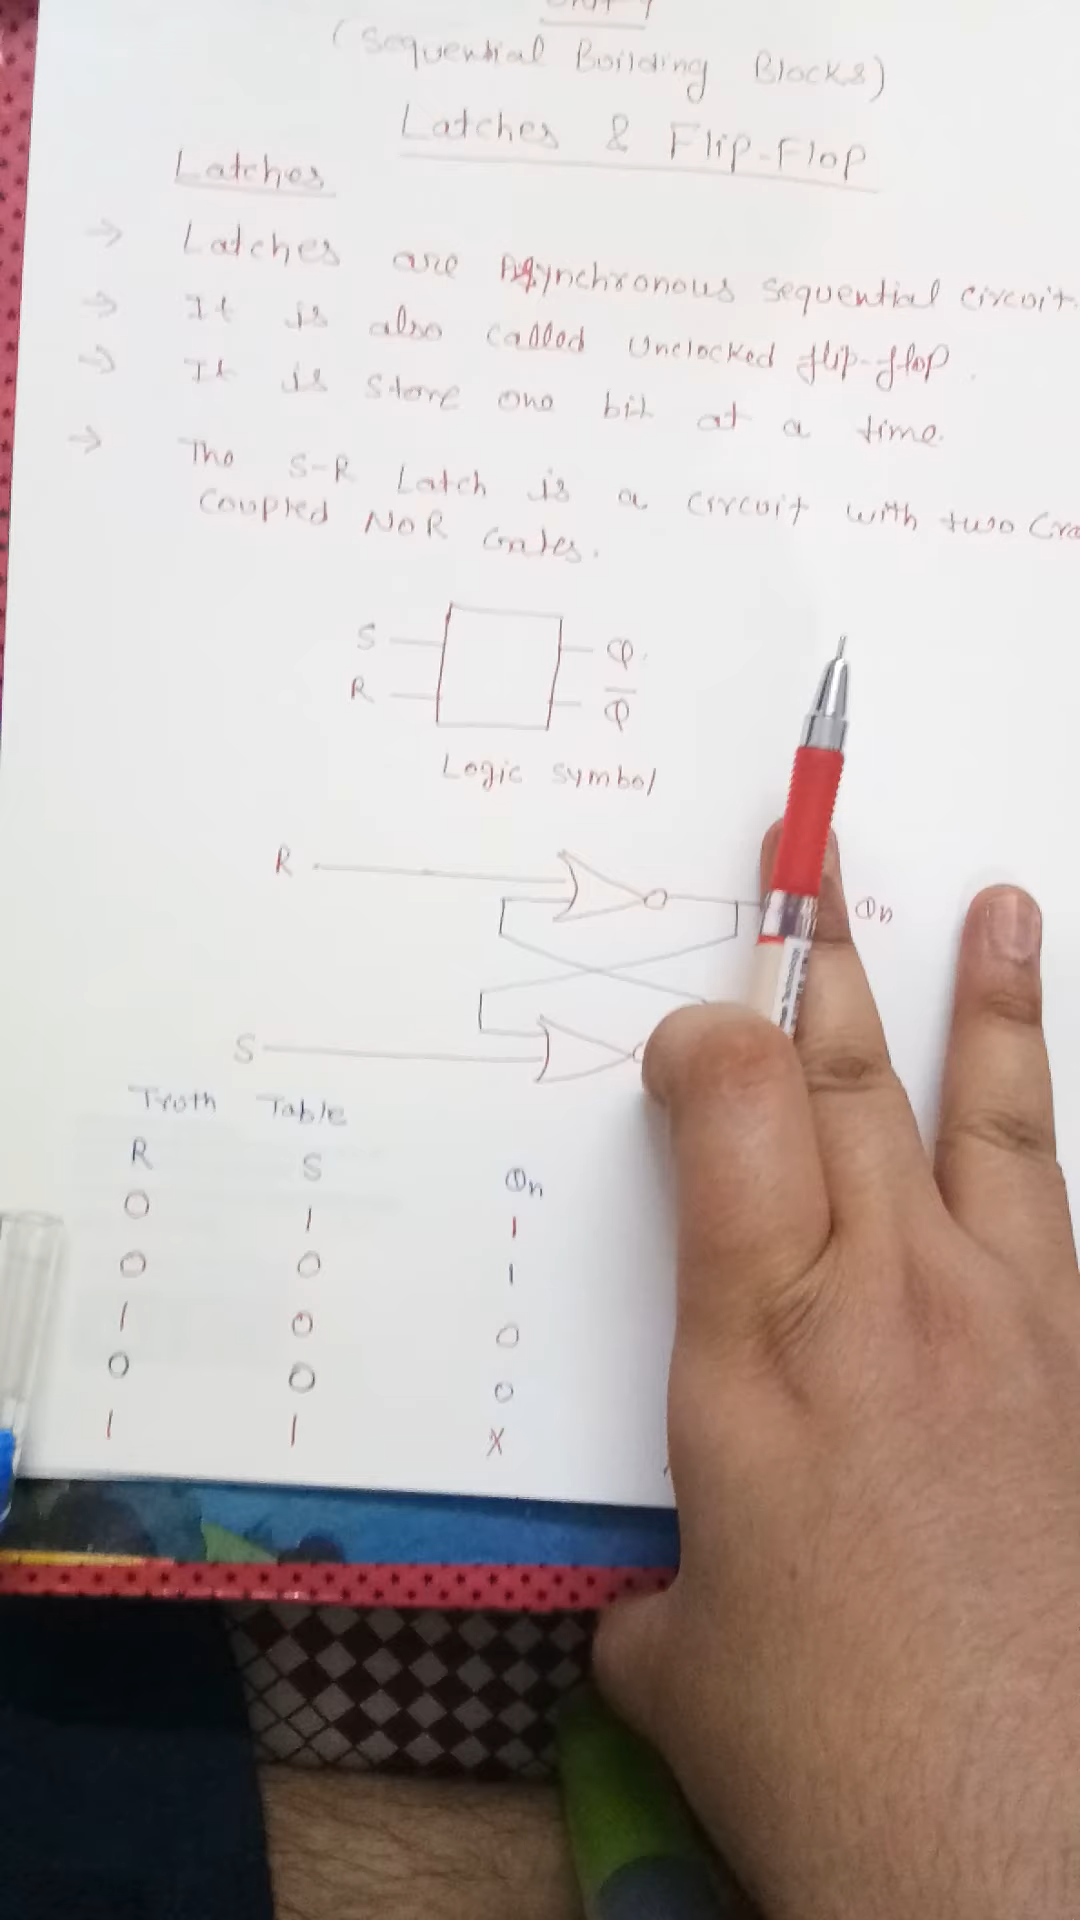 (Sequential Building Blocks)
Latches & Flip-Flop
Latches
⇒ Latches are Asynchronous sequential circuit.
⇒ It is also called Unclocked flip-flop.
⇒ It is store one bit at a time.
⇒ The S-R Latch is a circuit with two Cro
Coupled NOR Gates.
S Q
R Q̅
Logic symbol
R Qn
S
Truth Table
R S Qn
0 1 1
0 0 1
1 0 0
0 0 0
1 1 X